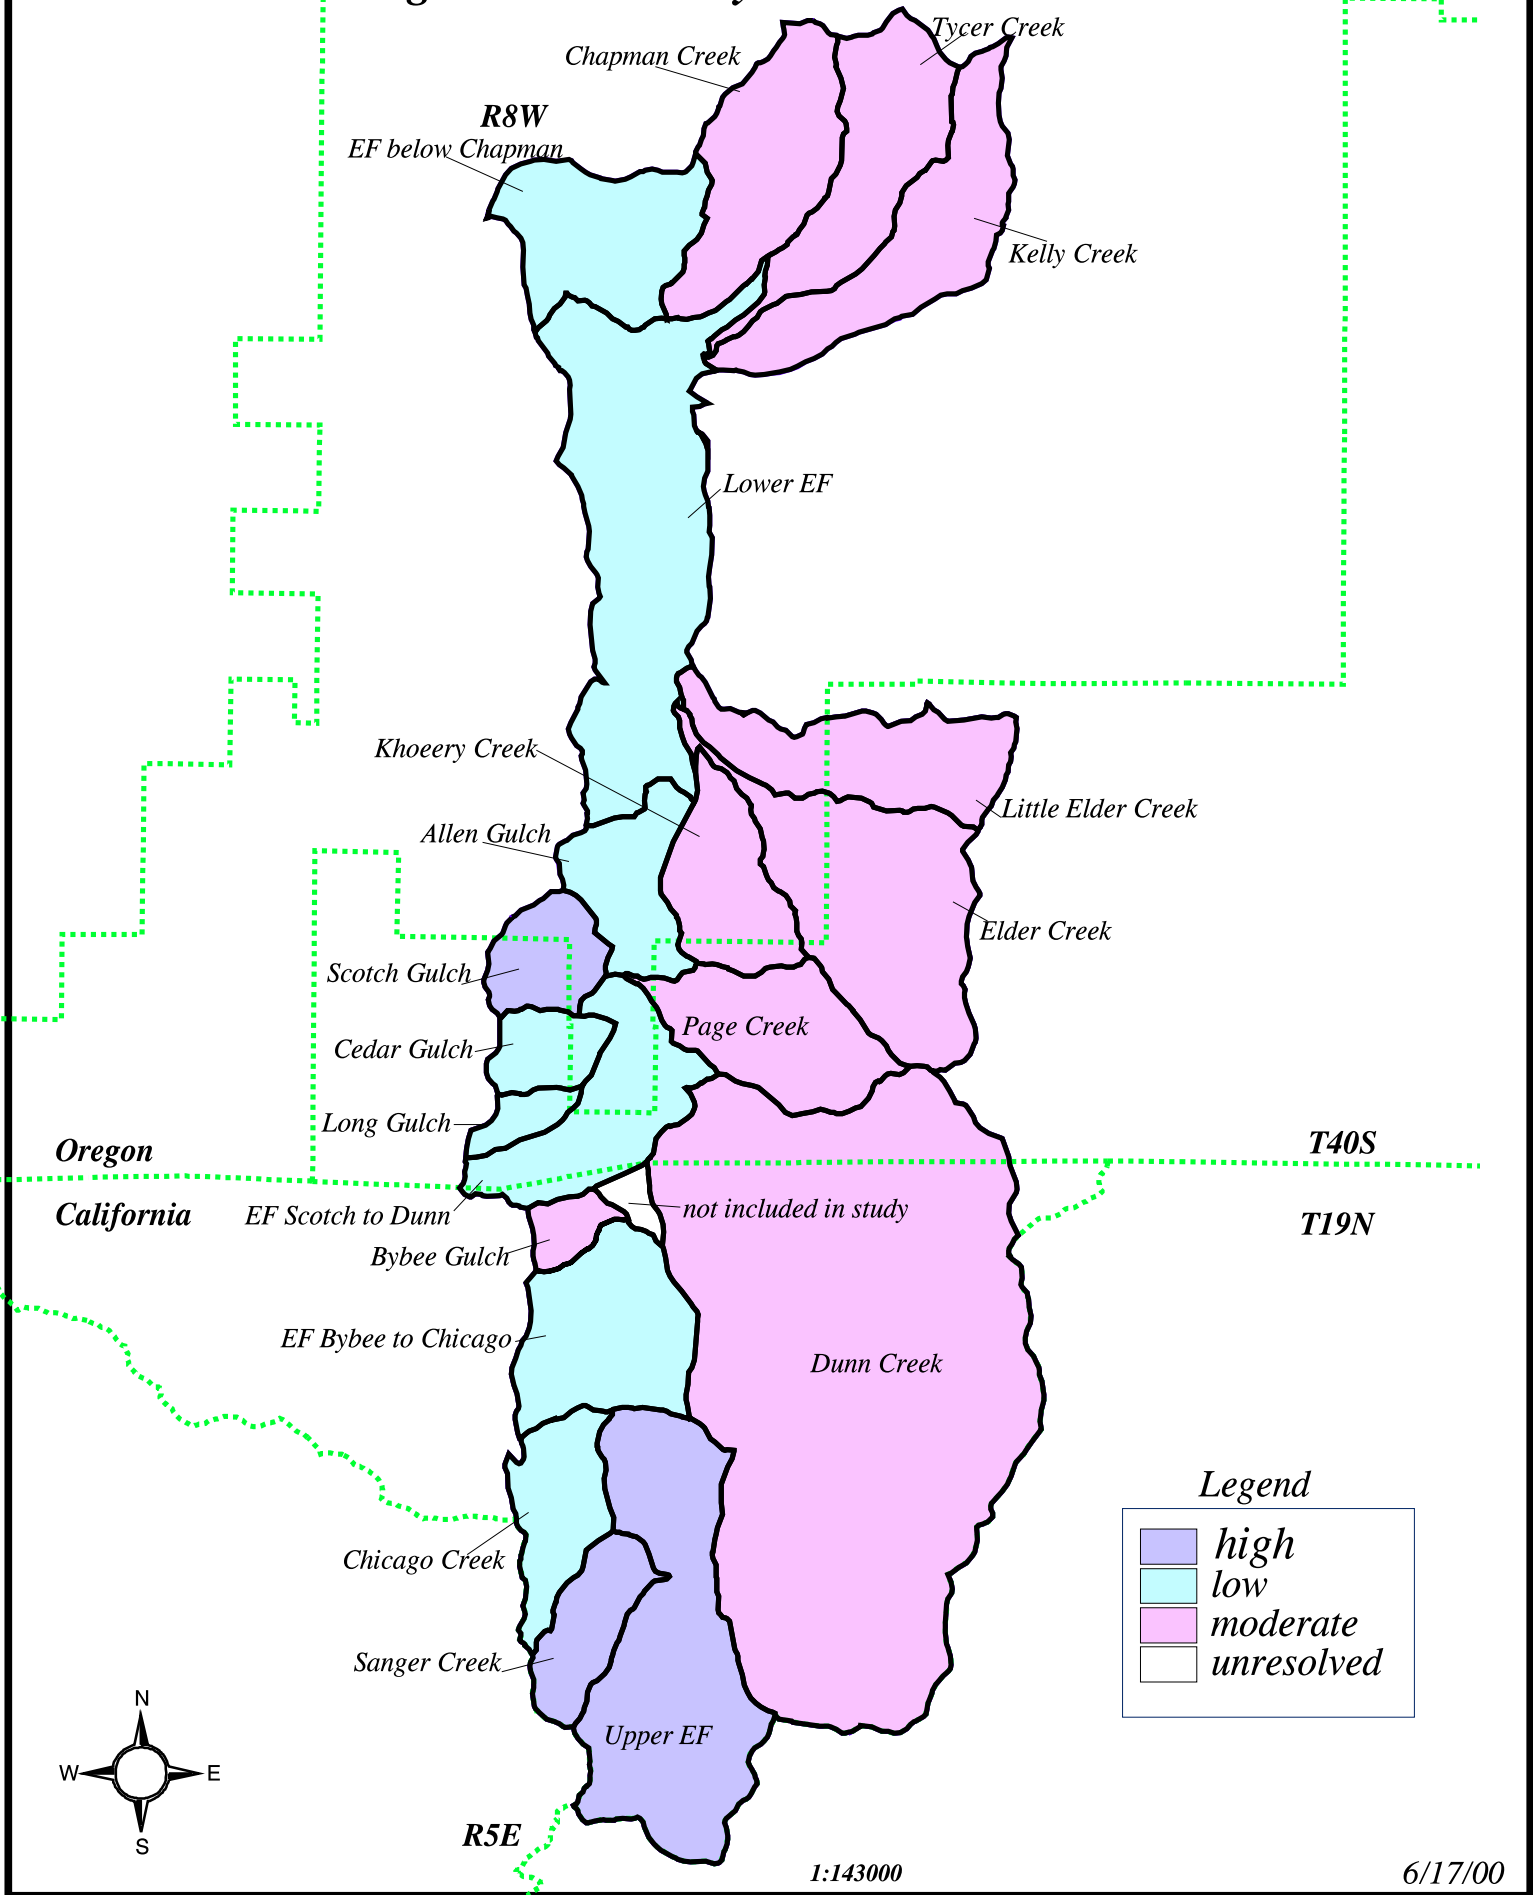 Tycer Creek
Chapman Creek
R8W
EF below Chapman
Kelly Creek
Lower EF
Khoeery Creek
Little Elder Creek
Allen Gulch
Elder Creek
Scotch Gulch
Page Creek
Cedar Gulch
Long Gulch
Oregon
T40S
California
EF Scotch to Dunn
not included in study
T19N
Bybee Gulch
EF Bybee to Chicago
Dunn Creek
Legend
high
low
moderate
unresolved
Chicago Creek
Sanger Creek
Upper EF
N
W
E
S
R5E
1:143000
6/17/00